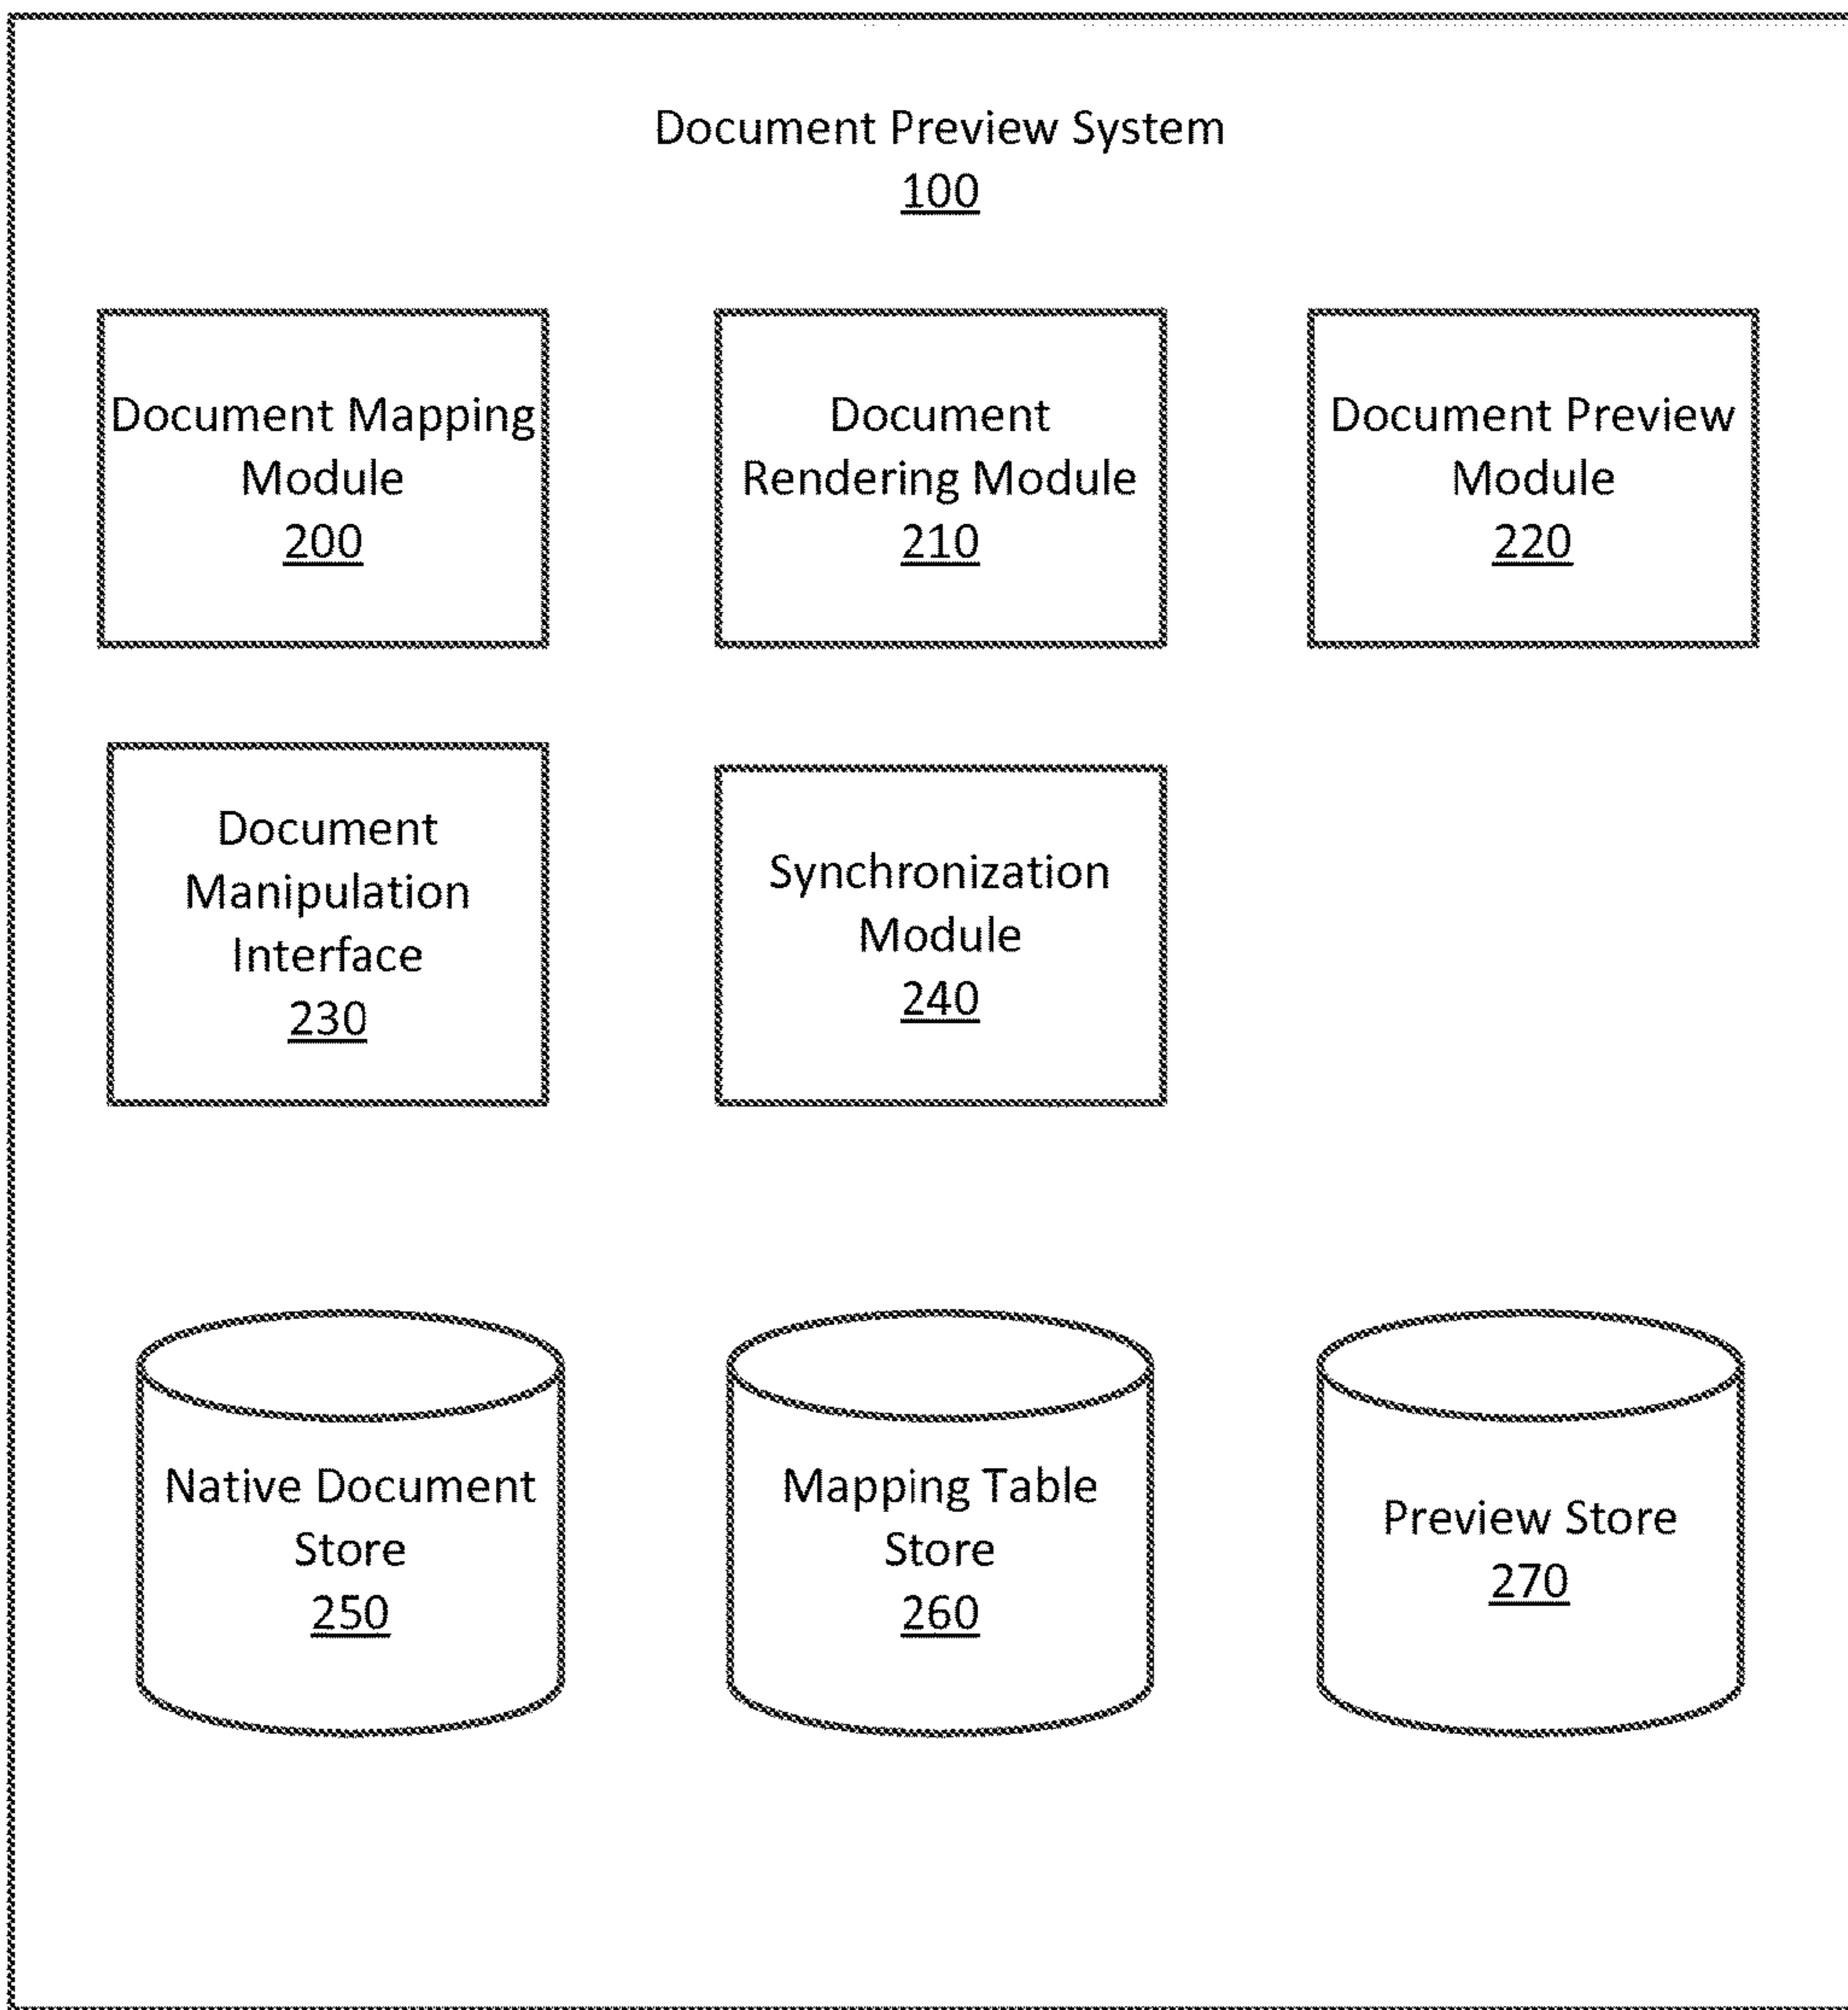 Document Preview System
100
Document Mapping
Module
200
Document
Rendering Module
210
Document Preview
Module
220
Document
Manipulation
Interface
230
Synchronization
Module
240
Native Document
Store
250
Mapping Table
Store
260
Preview Store
270